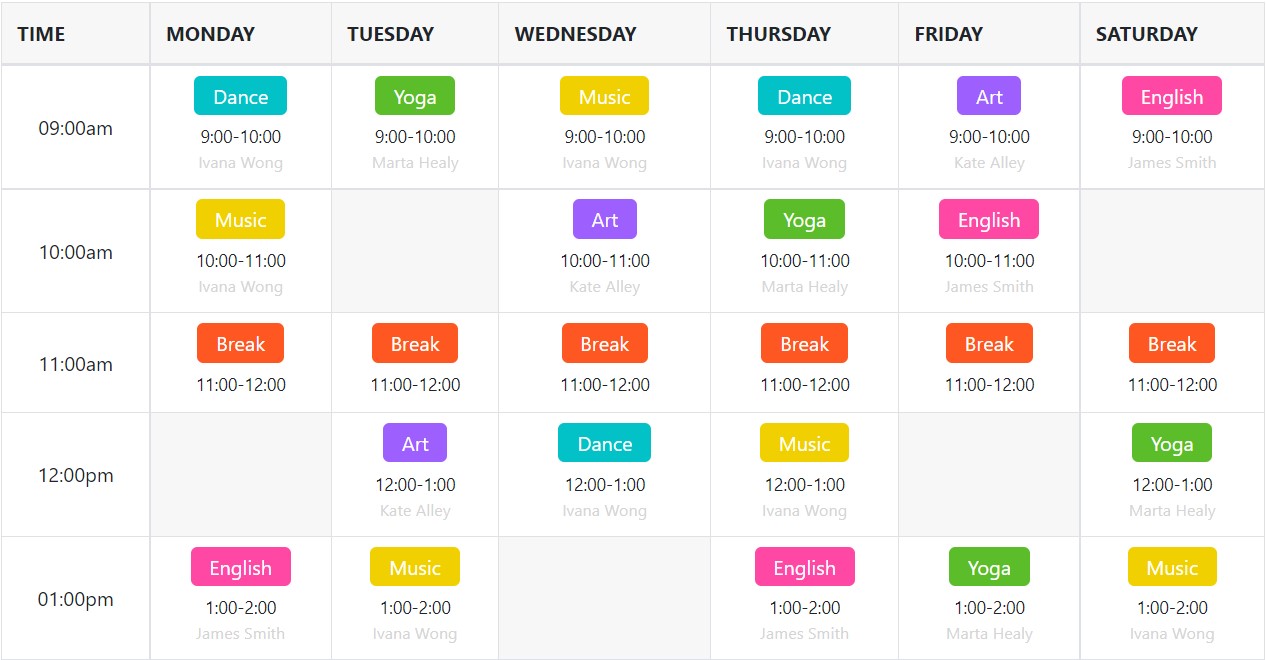 TIME MONDAY TUESDAY WEDNESDAY THURSDAY FRIDAY SATURDAY
09:00am
Dance
9:00-10:00
Ivana Wong
Yoga
9:00-10:00
Marta Healy
Music
9:00-10:00
Ivana Wong
Dance
9:00-10:00
Ivana Wong
Art
9:00-10:00
Kate Alley
English
9:00-10:00
James Smith
10:00am
Music
10:00-11:00
Ivana Wong
Art
10:00-11:00
Kate Alley
Yoga
10:00-11:00
Marta Healy
English
10:00-11:00
James Smith
11:00am
Break
11:00-12:00
Break
11:00-12:00
Break
11:00-12:00
Break
11:00-12:00
Break
11:00-12:00
Break
11:00-12:00
12:00pm
Art
12:00-1:00
Kate Alley
Dance
12:00-1:00
Ivana Wong
Music
12:00-1:00
Ivana Wong
Yoga
12:00-1:00
Marta Healy
01:00pm
English
1:00-2:00
James Smith
Music
1:00-2:00
Ivana Wong
English
1:00-2:00
James Smith
Yoga
1:00-2:00
Marta Healy
Music
1:00-2:00
Ivana Wong